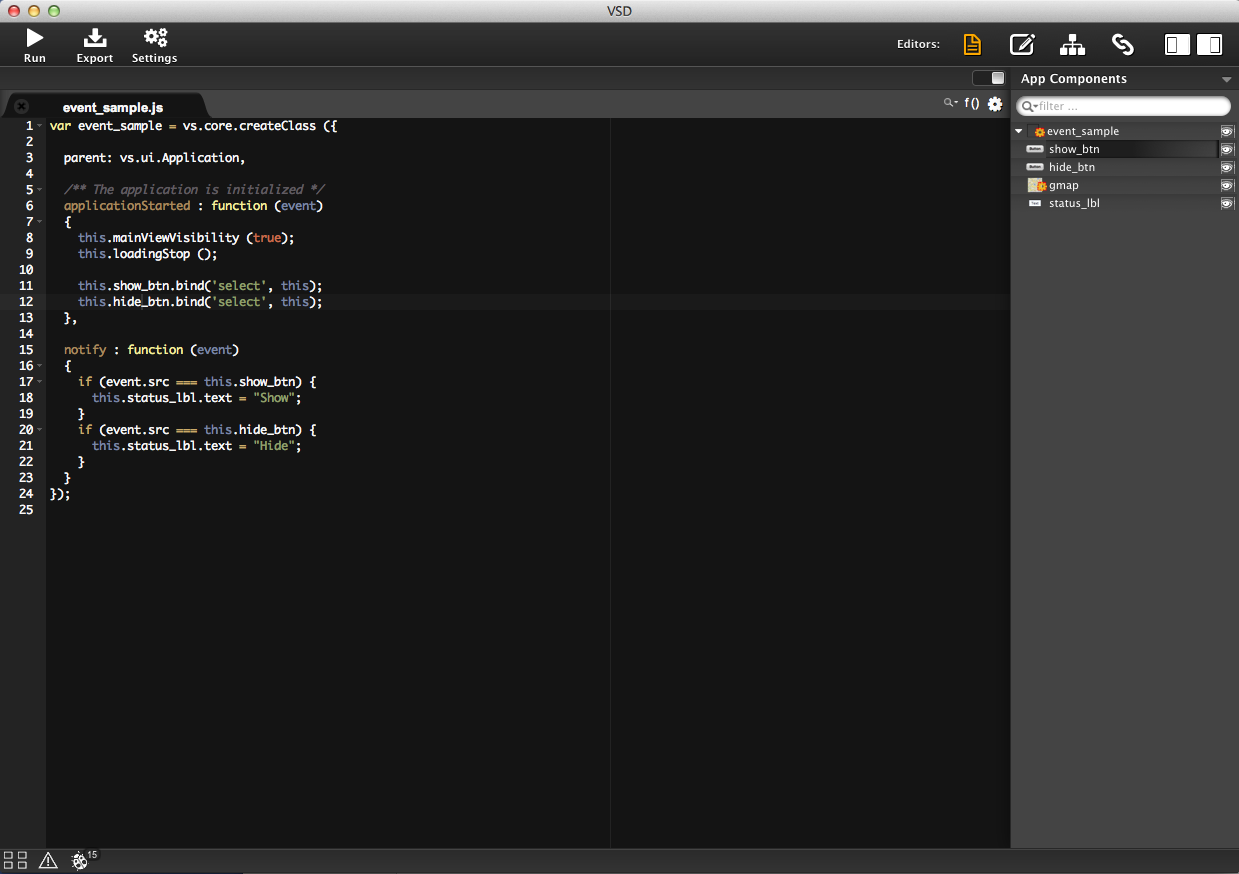 VSD
Run
Export
Settings
Editors:
App Components
event_sample.js
f()
filter ...
1 var event_sample = vs.core.createClass ({
2
3 parent: vs.ui.Application,
4
5 /** The application is initialized */
6 applicationStarted : function (event)
7 {
8 this.mainViewVisibility (true);
9 this.loadingStop ();
10
11 this.show_btn.bind('select', this);
12 this.hide_btn.bind('select', this);
13 },
14
15 notify : function (event)
16 {
17 if (event.src === this.show_btn) {
18 this.status_lbl.text = "Show";
19 }
20 if (event.src === this.hide_btn) {
21 this.status_lbl.text = "Hide";
22 }
23 }
24 });
25
event_sample
show_btn
hide_btn
gmap
status_lbl
15